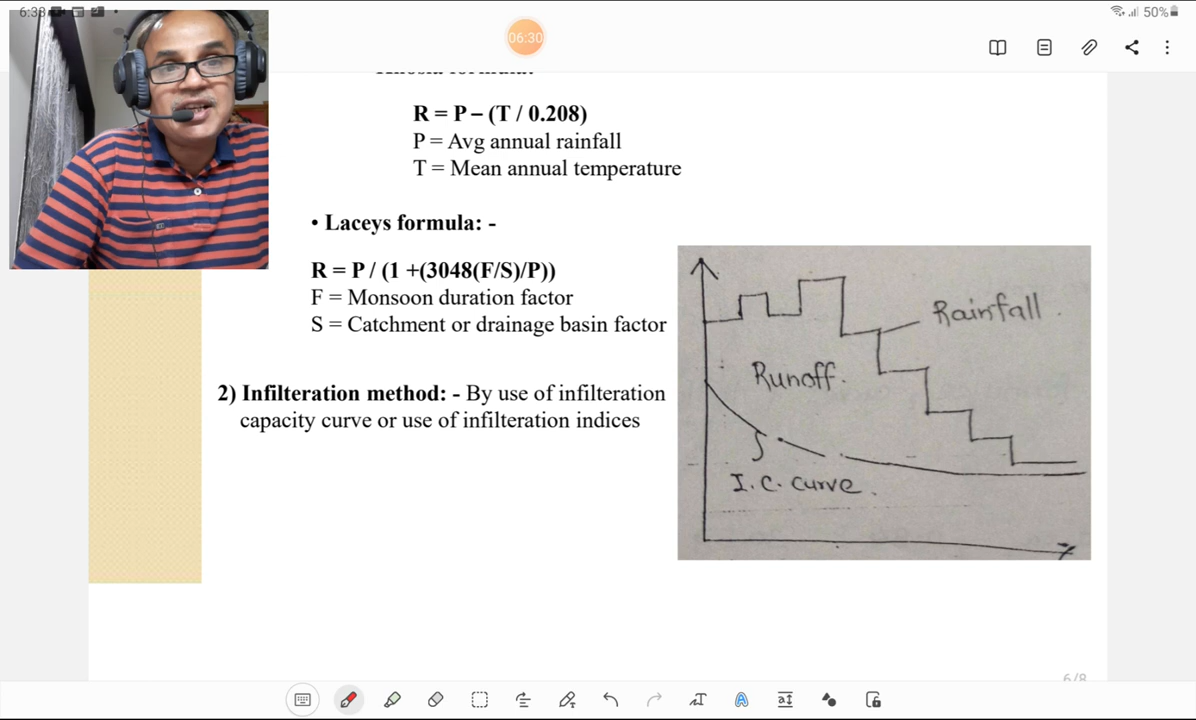 6:38
06:30
50%
R = P – (T / 0.208)
P = Avg annual rainfall
T = Mean annual temperature
• Laceys formula: -
R = P / (1 +(3048(F/S)/P))
F = Monsoon duration factor
S = Catchment or drainage basin factor
2) Infilteration method: - By use of infilteration
capacity curve or use of infilteration indices
Rainfall.
Runoff.
I.C. Curve.
6/8